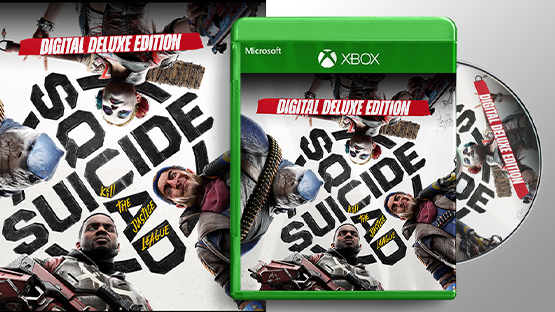 DIGITAL DELUXE EDITION
SUICIDE
SQUAD
KILL
THE
JUSTICE
LEAGUE
Microsoft
XBOX
DIGITAL DELUXE EDITION
SUICIDE
SQUAD
KILL
THE
JUSTICE
LEAGUE
DIGITAL DELUXE EDITION